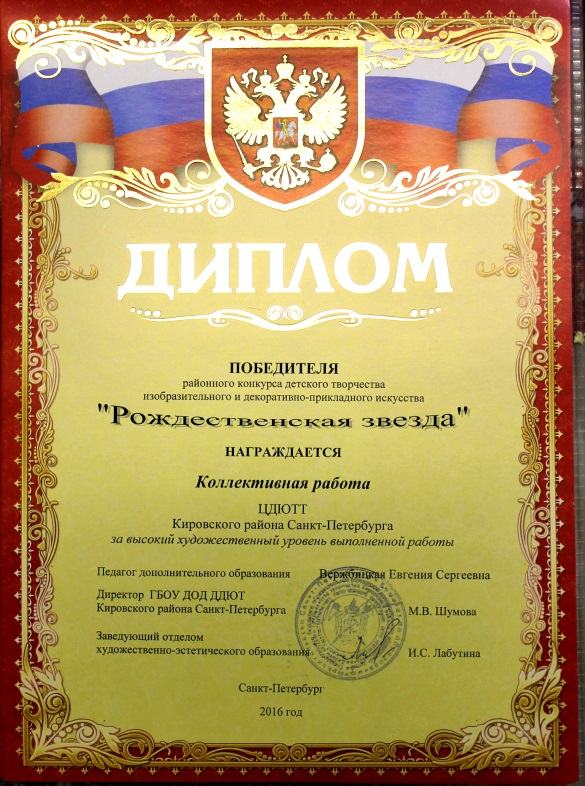 ДИПЛОМ
ПОБЕДИТЕЛЯ
районного конкурса детского творчества
изобразительного и декоративно-прикладного искусства
"Рождественская звезда"
НАГРАЖДАЕТСЯ
Коллективная работа
ЦДЮТТ
Кировского района Санкт-Петербурга
за высокий художественный уровень выполненной работы
Педагог дополнительного образования Вержбицкая Евгения Сергеевна
Директор ГБОУ ДОД ДДЮТ
Кировского района Санкт-Петербурга М.В. Шумова
Заведующий отделом
художественно-эстетического образования И.С. Лабутина
Санкт-Петербург
2016 год